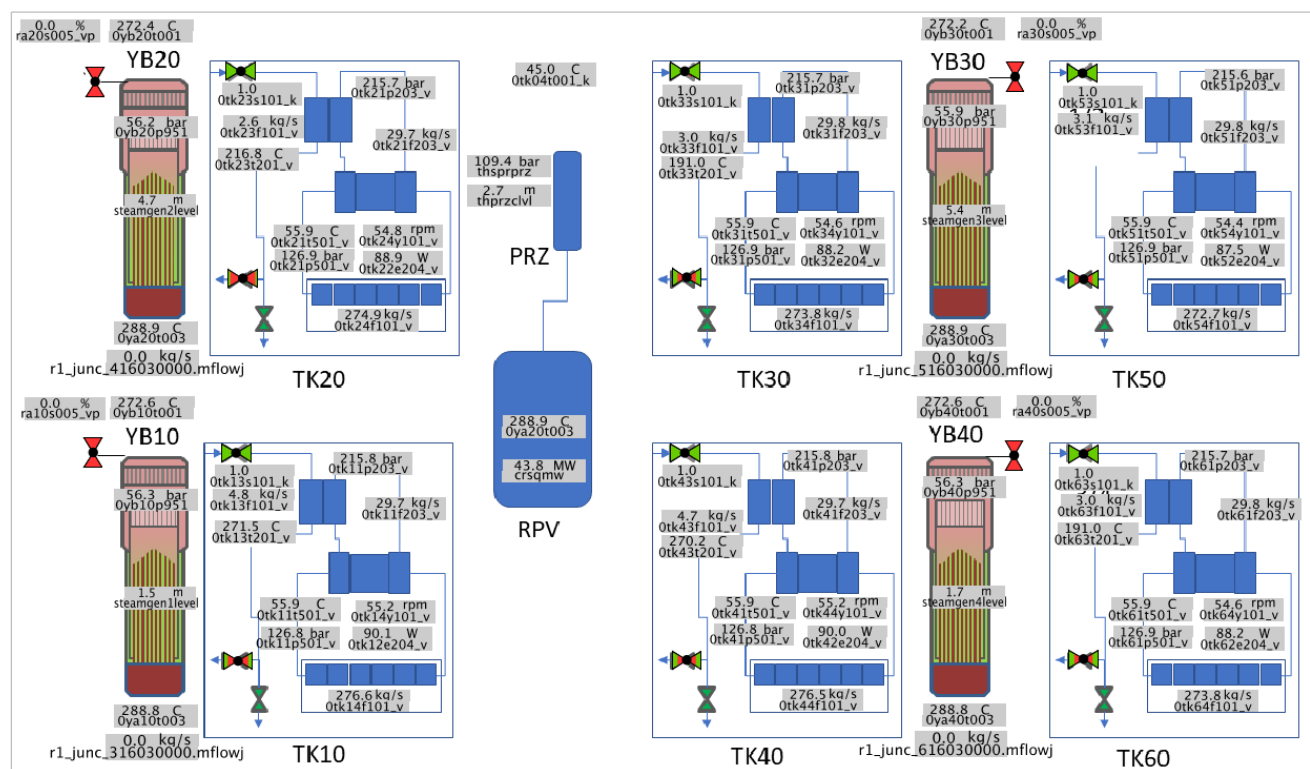 0.0 %
ra20s005_vp
272.4 C
0yb20t001
YB20
56.2 bar
0yb20p951
4.7 m
steamgen2level
288.9 C
0ya20t003
0.0 kg/s
r1_junc_416030000.mflowj
1.0
0tk23s101_k
2.6 kg/s
0tk23f101_v
216.8 C
0tk23t201_v
215.7 bar
0tk21p203_v
29.7 kg/s
0tk21f203_v
55.9 C
0tk21t501_v
54.8 rpm
0tk24y101_v
126.9 bar
0tk21p501_v
88.9 W
0tk22e204_v
274.9 kg/s
0tk24f101_v
TK20
45.0 C
0tk04t001_k
109.4 bar
thsprprz
2.7 m
thprzclvl
PRZ
288.9 C
0ya20t003
43.8 MW
crsqmw
RPV
1.0
0tk33s101_k
3.0 kg/s
0tk33f101_v
191.0 C
0tk33t201_v
215.7 bar
0tk31p203_v
29.8 kg/s
0tk31f203_v
55.9 C
0tk31t501_v
54.6 rpm
0tk34y101_v
126.9 bar
0tk31p501_v
88.2 W
0tk32e204_v
273.8 kg/s
0tk34f101_v
TK30
272.2 C
0yb30t001
0.0 %
ra30s005_vp
YB30
55.9 bar
0yb30p951
5.4 m
steamgen3level
288.9 C
0ya30t003
0.0 kg/s
r1_junc_516030000.mflowj
1.0
0tk53s101_k
3.1 kg/s
0tk53f101_v
215.6 bar
0tk51p203_v
29.8 kg/s
0tk51f203_v
55.9 C
0tk51t501_v
54.4 rpm
0tk54y101_v
126.9 bar
0tk51p501_v
87.5 W
0tk52e204_v
272.7 kg/s
0tk54f101_v
TK50
0.0 %
ra10s005_vp
272.6 C
0yb10t001
YB10
56.3 bar
0yb10p951
1.5 m
steamgen1level
288.8 C
0ya10t003
0.0 kg/s
r1_junc_316030000.mflowj
1.0
0tk13s101_k
4.8 kg/s
0tk13f101_v
271.5 C
0tk13t201_v
215.8 bar
0tk11p203_v
29.7 kg/s
0tk11f203_v
55.9 C
0tk11t501_v
55.2 rpm
0tk14y101_v
126.8 bar
0tk11p501_v
90.1 W
0tk12e204_v
276.6 kg/s
0tk14f101_v
TK10
1.0
0tk43s101_k
4.7 kg/s
0tk43f101_v
270.2 C
0tk43t201_v
215.8 bar
0tk41p203_v
29.7 kg/s
0tk41f203_v
55.9 C
0tk41t501_v
55.2 rpm
0tk44y101_v
126.8 bar
0tk41p501_v
90.0 W
0tk42e204_v
276.5 kg/s
0tk44f101_v
TK40
272.6 C
0yb40t001
0.0 %
ra40s005_vp
YB40
56.3 bar
0yb40p951
1.7 m
steamgen4level
288.8 C
0ya40t003
0.0 kg/s
r1_junc_616030000.mflowj
1.0
0tk63s101_k
3.0 kg/s
0tk63f101_v
191.0 C
0tk63t201_v
215.7 bar
0tk61p203_v
29.8 kg/s
0tk61f203_v
55.9 C
0tk61t501_v
54.6 rpm
0tk64y101_v
126.9 bar
0tk61p501_v
88.2 W
0tk62e204_v
273.8 kg/s
0tk64f101_v
TK60